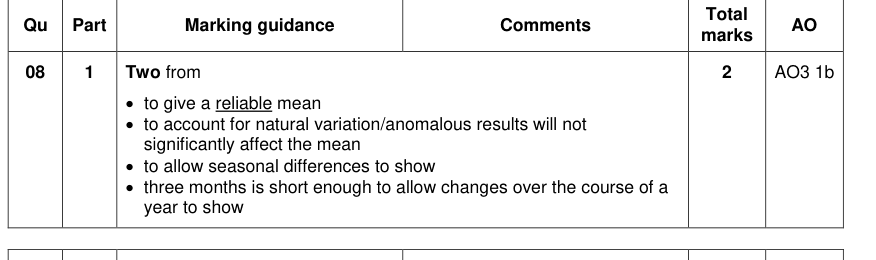 Qu Part Marking guidance Comments Total marks AO
08 1 Two from 2 AO3 1b
• to give a reliable mean
• to account for natural variation/anomalous results will not
significantly affect the mean
• to allow seasonal differences to show
• three months is short enough to allow changes over the course of a
year to show